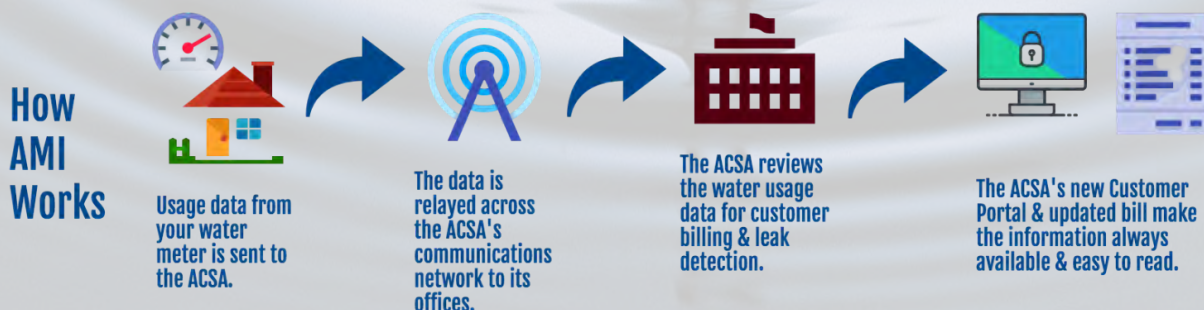 How
AMI
Works
Usage data from
your water
meter is sent to
the ACSA.
The data is
relayed across
the ACSA's
communications
network to its
offices.
The ACSA reviews
the water usage
data for customer
billing & leak
detection.
The ACSA's new Customer
Portal & updated bill make
the information always
available & easy to read.